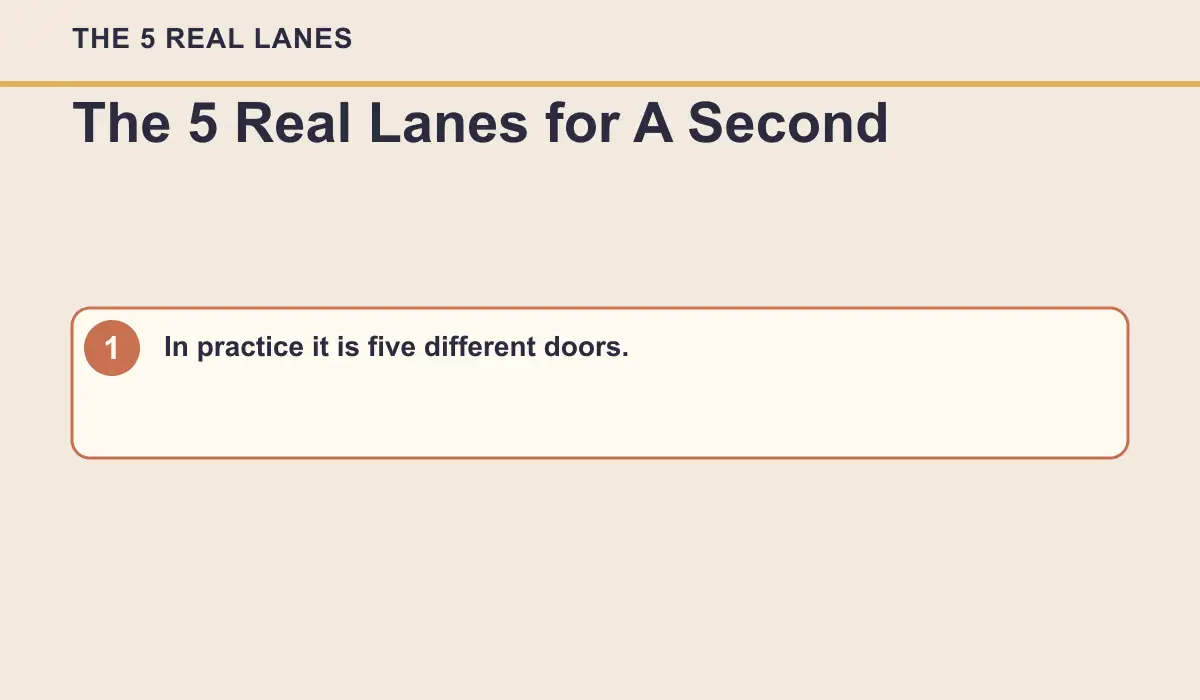 THE 5 REAL LANES
The 5 Real Lanes for A Second
1 In practice it is five different doors.